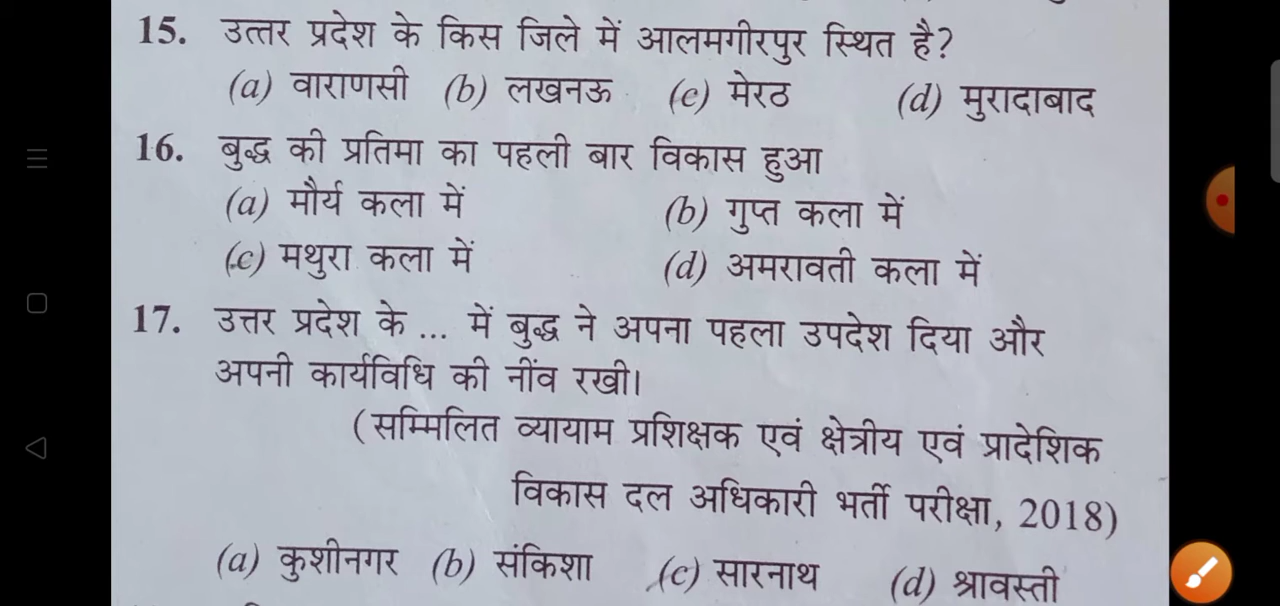 15. उत्तर प्रदेश के किस जिले में आलमगीरपुर स्थित है?
(a) वाराणसी (b) लखनऊ (c) मेरठ (d) मुरादाबाद
16. बुद्ध की प्रतिमा का पहली बार विकास हुआ
(a) मौर्य कला में (b) गुप्त कला में
(c) मथुरा कला में (d) अमरावती कला में
17. उत्तर प्रदेश के ... में बुद्ध ने अपना पहला उपदेश दिया और
अपनी कार्यविधि की नींव रखी।
(सम्मिलित व्यायाम प्रशिक्षक एवं क्षेत्रीय एवं प्रादेशिक
विकास दल अधिकारी भर्ती परीक्षा, 2018)
(a) कुशीनगर (b) संकिशा (c) सारनाथ (d) श्रावस्ती